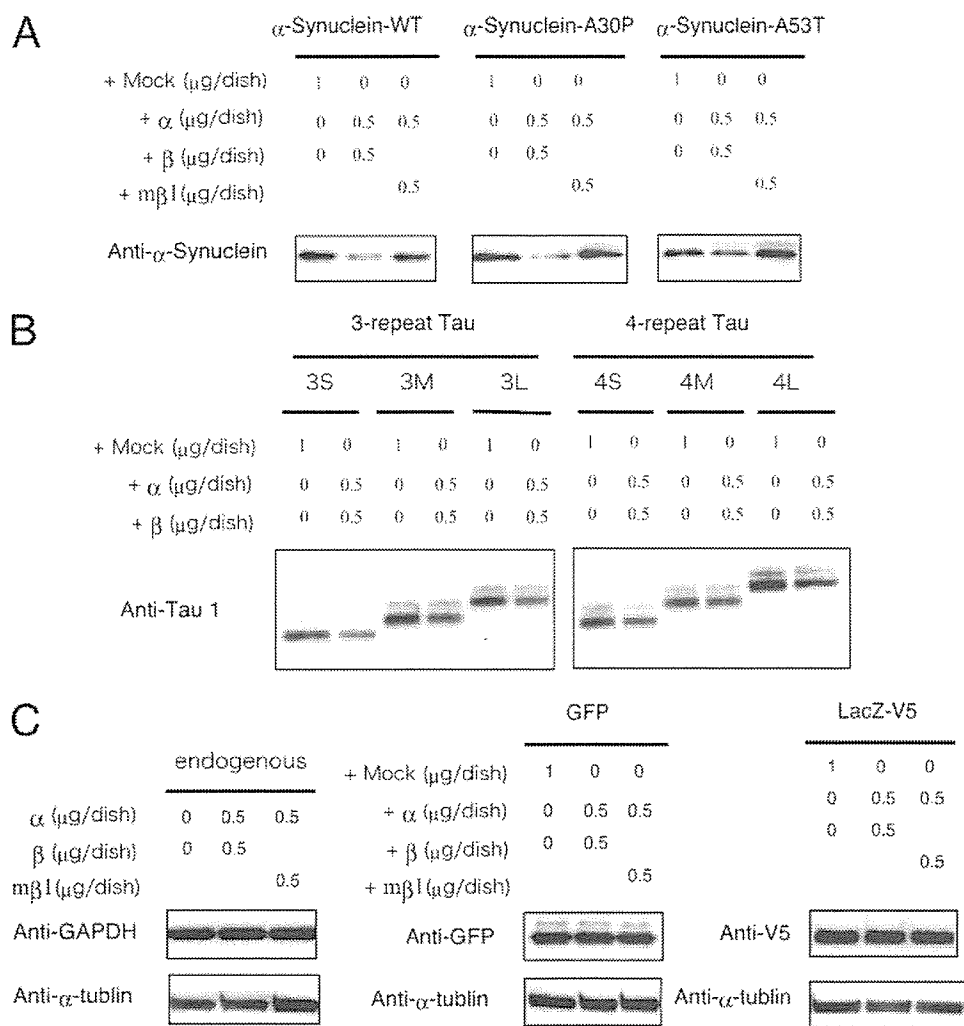 A
α-Synuclein-WT α-Synuclein-A30P α-Synuclein-A53T
+ Mock (μg/dish) 1 0 0 1 0 0 1 0 0
+ α (μg/dish) 0 0.5 0.5 0 0.5 0.5 0 0.5 0.5
+ β (μg/dish) 0 0.5 0 0.5 0 0.5
+ mβ1(μg/dish) 0.5 0.5 0.5
Anti-α-Synuclein
B
3-repeat Tau 4-repeat Tau
3S 3M 3L 4S 4M 4L
+ Mock (μg/dish) 1 0 1 0 1 0 1 0 1 0 1 0
+ α (μg/dish) 0 0.5 0 0.5 0 0.5 0 0.5 0 0.5 0 0.5
+ β (μg/dish) 0 0.5 0 0.5 0 0.5 0 0.5 0 0.5 0 0.5
Anti-Tau 1
C
endogenous
α (μg/dish) 0 0.5 0.5
β (μg/dish) 0 0.5
mβ1(μg/dish) 0.5
Anti-GAPDH
Anti-α-tublin
GFP
+ Mock (μg/dish) 1 0 0
+ α (μg/dish) 0 0.5 0.5
+ β (μg/dish) 0 0.5
+ mβ1(μg/dish) 0.5
Anti-GFP
Anti-α-tublin
LacZ-V5
1 0 0
0 0.5 0.5
0 0.5
0.5
Anti-V5
Anti-α-tublin